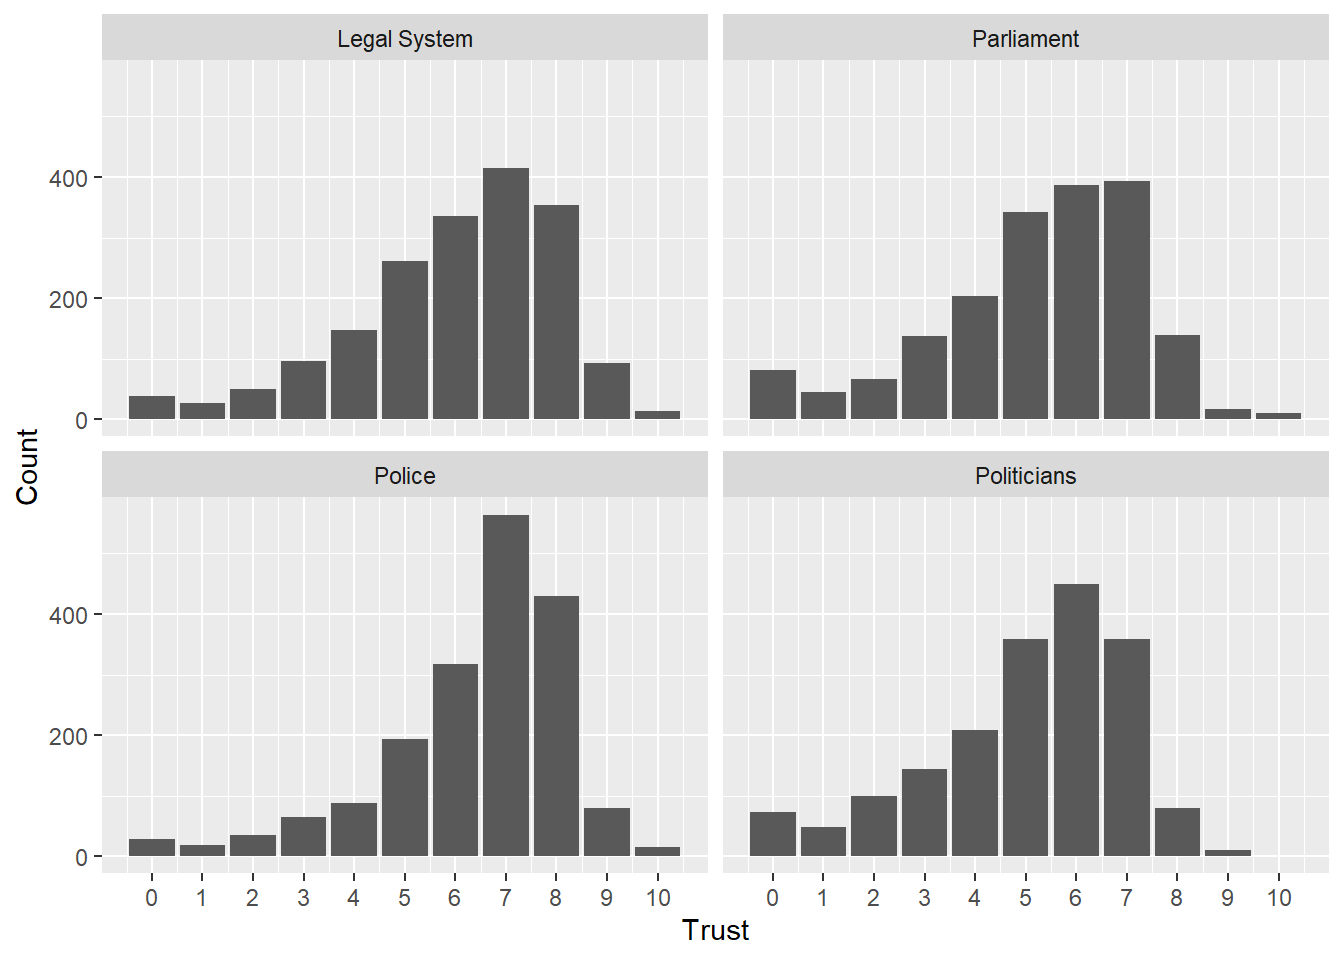 Legal System
Parliament
400
200
0
Count
Police
Politicians
400
200
0
0 1 2 3 4 5 6 7 8 9 10
0 1 2 3 4 5 6 7 8 9 10
Trust